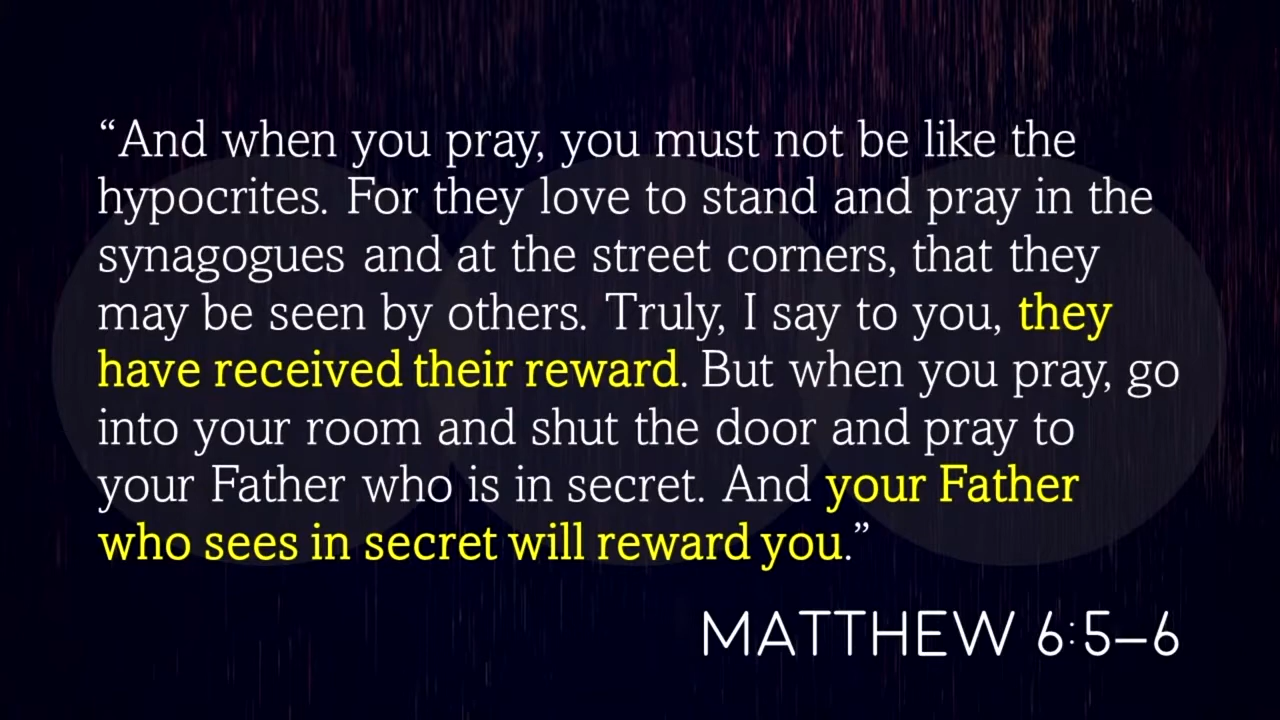 “And when you pray, you must not be like the
hypocrites. For they love to stand and pray in the
synagogues and at the street corners, that they
may be seen by others. Truly, I say to you, they
have received their reward. But when you pray, go
into your room and shut the door and pray to
your Father who is in secret. And your Father
who sees in secret will reward you.”
MATTHEW 6:5–6